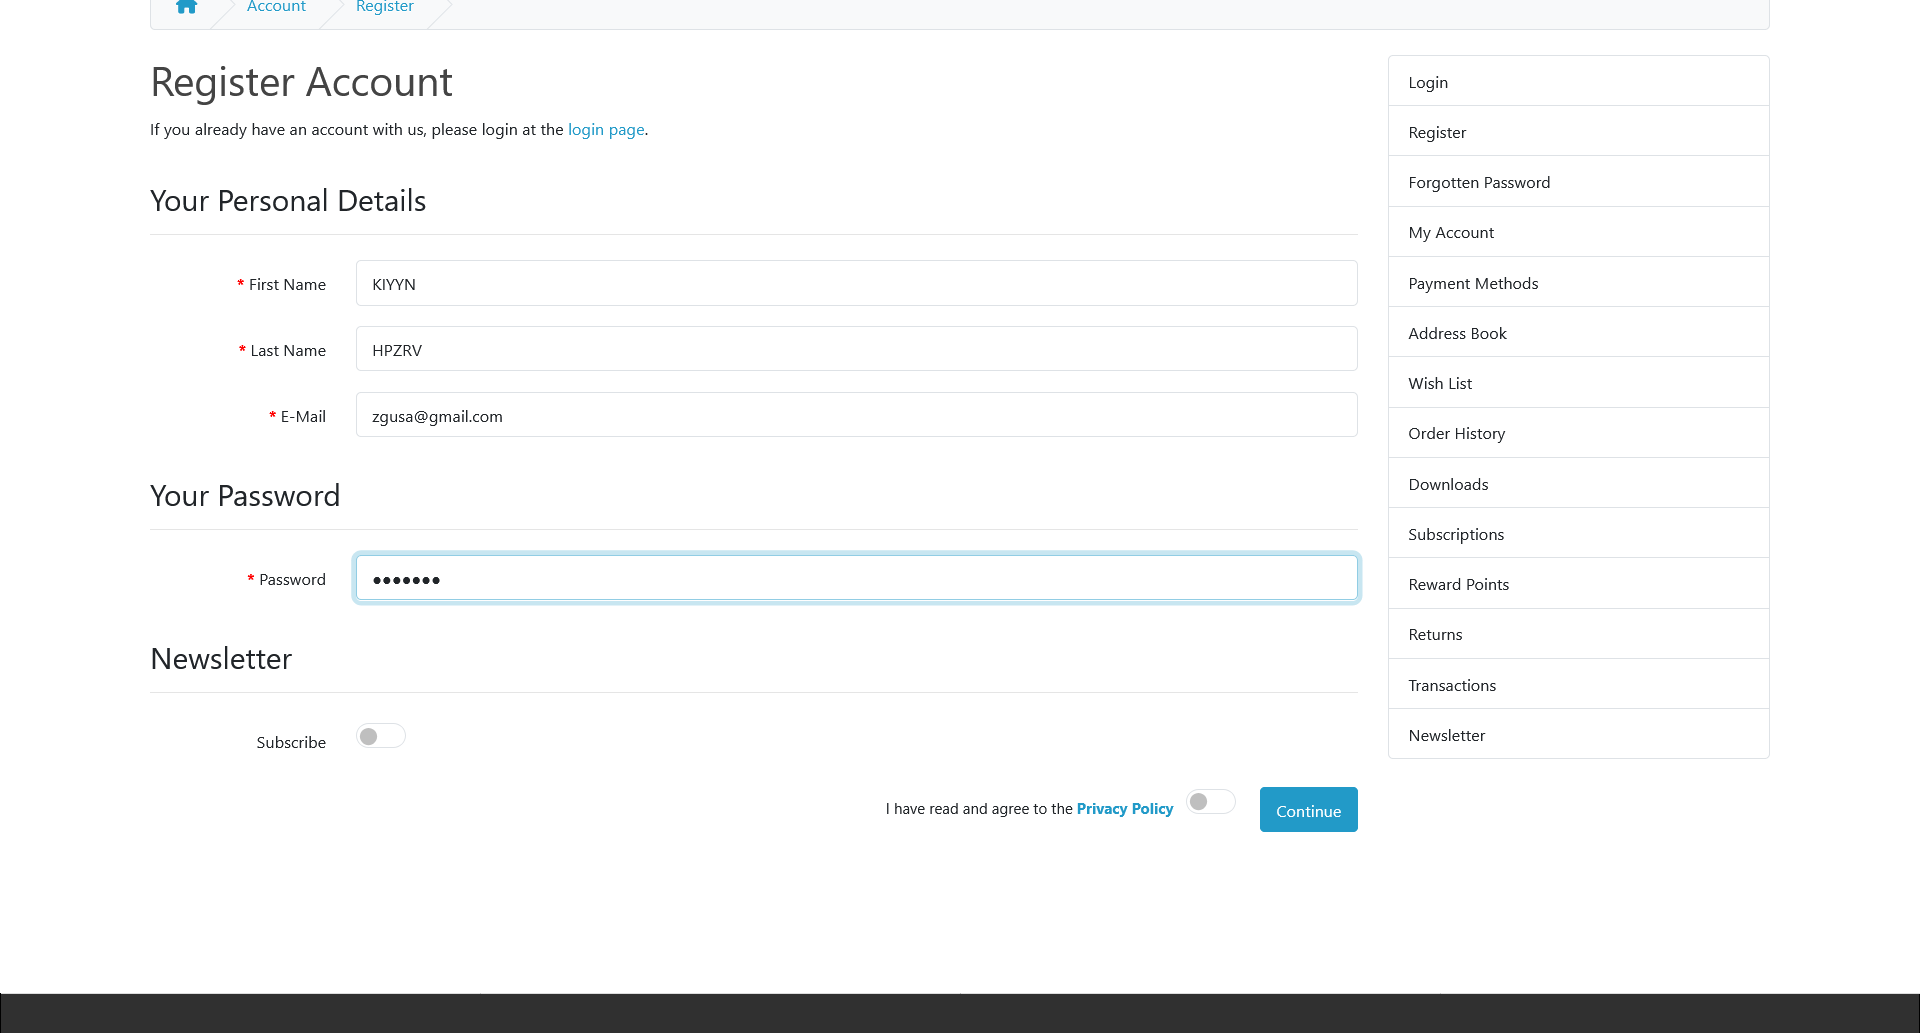 Account
Register
Register Account
If you already have an account with us, please login at the login page.
Your Personal Details
* First Name
KIYYN
* Last Name
HPZRV
* E-Mail
zgusa@gmail.com
Your Password
* Password
•••••••
Newsletter
Subscribe
I have read and agree to the Privacy Policy
Continue
Login
Register
Forgotten Password
My Account
Payment Methods
Address Book
Wish List
Order History
Downloads
Subscriptions
Reward Points
Returns
Transactions
Newsletter